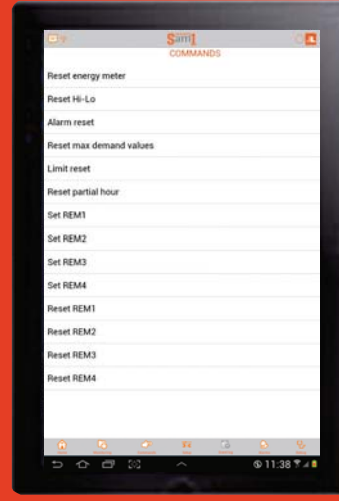 Sam1
COMMANDS
Reset energy meter
Reset Hi-Lo
Alarm reset
Reset max demand values
Limit reset
Reset partial hour
Set REM1
Set REM2
Set REM3
Set REM4
Reset REM1
Reset REM2
Reset REM3
Reset REM4
11:38